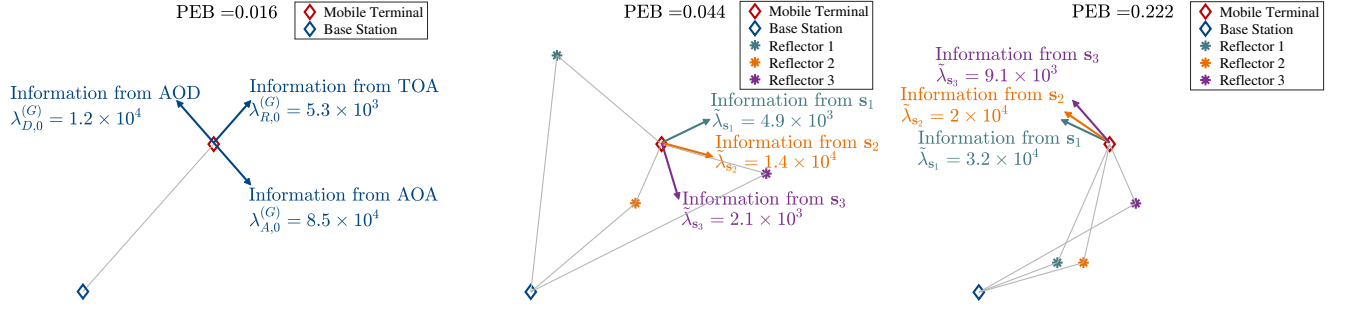 PEB =0.016
Mobile Terminal
Base Station
Information from AOD
λ_{D,0}^{(G)} = 1.2 × 10^4
Information from TOA
λ_{R,0}^{(G)} = 5.3 × 10^3
Information from AOA
λ_{A,0}^{(G)} = 8.5 × 10^4
PEB =0.044
Mobile Terminal
Base Station
Reflector 1
Reflector 2
Reflector 3
Information from s_1
λ̃_{s_1} = 4.9 × 10^3
Information from s_2
λ̃_{s_2} = 1.4 × 10^4
Information from s_3
λ̃_{s_3} = 2.1 × 10^3
PEB =0.222
Mobile Terminal
Base Station
Reflector 1
Reflector 2
Reflector 3
Information from s_3
λ̃_{s_3} = 9.1 × 10^3
Information from s_2
λ̃_{s_2} = 2 × 10^4
Information from s_1
λ̃_{s_1} = 3.2 × 10^4